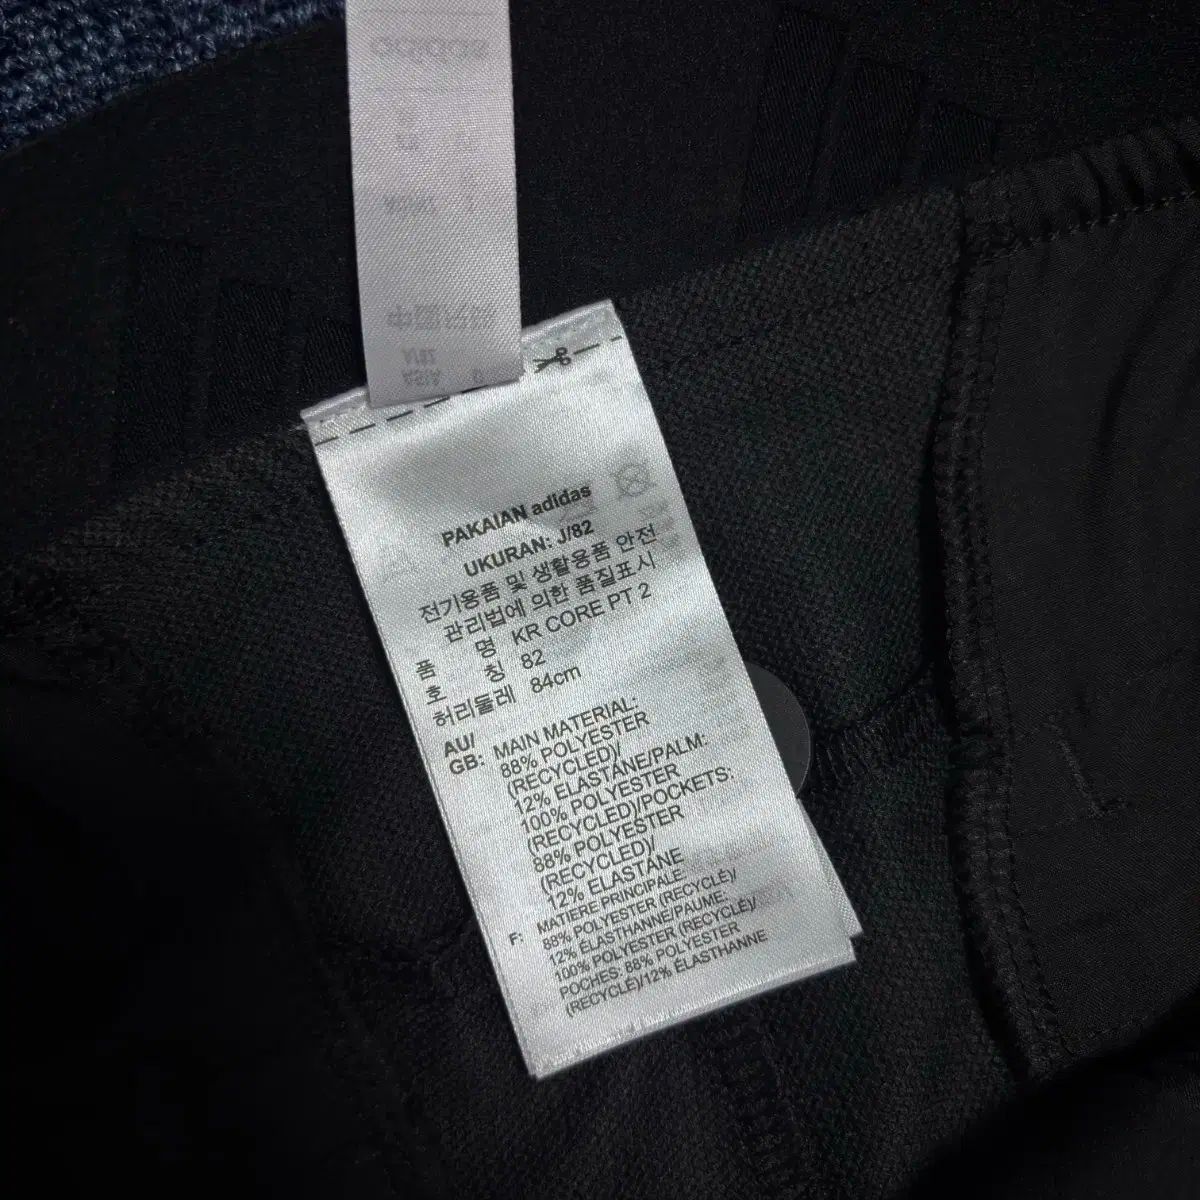 adidas
PAKAIAN adidas
UKURAN: J/82
전기용품 및 생활용품 안전
관리법에 의한 품질표시
품 명 KR CORE PT 2
호 칭 82
허리둘레 84cm
AU/
GB: MAIN MATERIAL:
88% POLYESTER
(RECYCLED)/
12% ELASTANE/PALM:
100% POLYESTER
(RECYCLED)/POCKETS:
88% POLYESTER
(RECYCLED)/
12% ELASTANE
F: MATIERE PRINCIPALE:
88% POLYESTER (RECYCLÉ)/
12% ÉLASTHANNE/PAUME:
100% POLYESTER (RECYCLÉ)/
POCHES: 88% POLYESTER
(RECYCLÉ)/12% ÉLASTHANNE